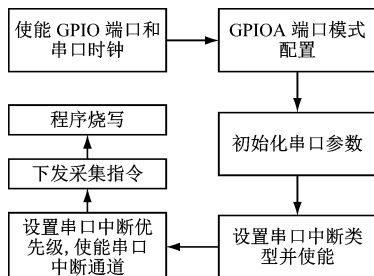 使能 GPIO 端口和
串口时钟
GPIOA 端口模式
配置
初始化串口参数
设置串口中断类
型并使能
设置串口中断优
先级,使能串口
中断通道
下发采集指令
程序烧写